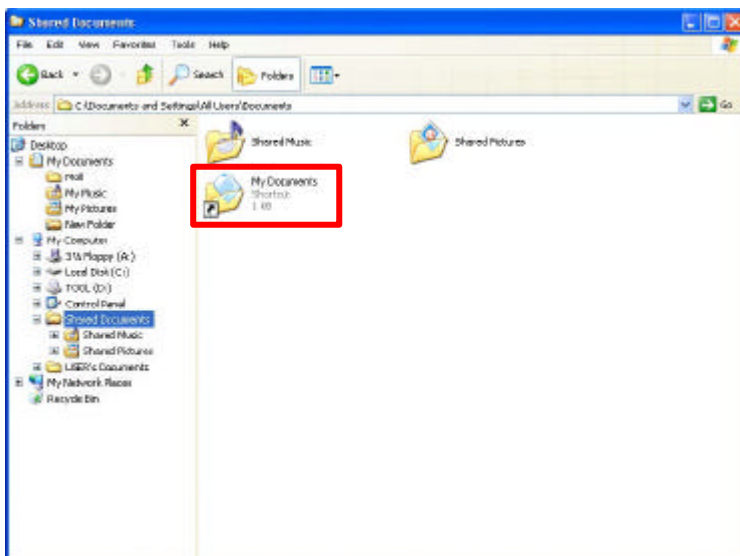 Shared Documents
File Edit View Favorites Tools Help
Back Search Folders
Address C:\Documents and Settings\All Users\Documents Go
Folders
Desktop
My Documents
Mail
My Music
My Pictures
New Folder
My Computer
3½ Floppy (A:)
Local Disk (C:)
TOOL (D:)
Control Panel
Shared Documents
Shared Music
Shared Pictures
USER's Documents
My Network Places
Recycle Bin
Shared Music
Shared Pictures
My Documents
Shortcut
1 KB